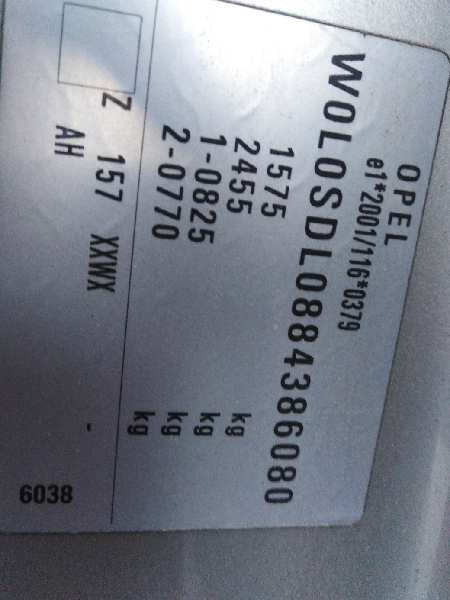 OPEL
e1*2001/116*0379
W0L0SDL0884386080
1575 kg
2455 kg
1-0825 kg
2-0770 kg
Z 157 XXWX -
AH
6038